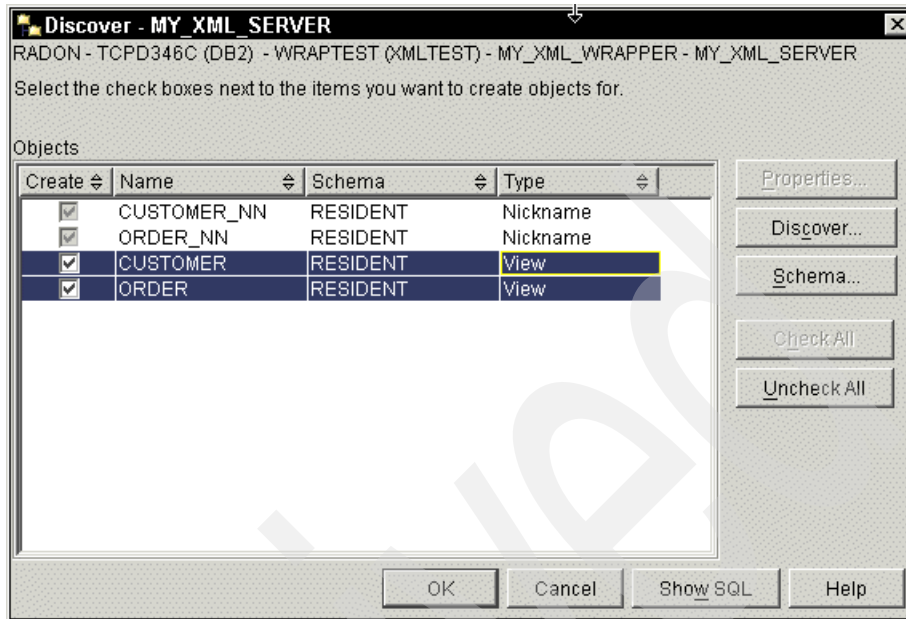 Discover - MY_XML_SERVER
RADON - TCPD346C (DB2) - WRAPTEST (XMLTEST) - MY_XML_WRAPPER - MY_XML_SERVER
Select the check boxes next to the items you want to create objects for.
Objects
Create Name Schema Type
CUSTOMER_NN RESIDENT Nickname
ORDER_NN RESIDENT Nickname
CUSTOMER RESIDENT View
ORDER RESIDENT View
Properties...
Discover...
Schema...
Check All
Uncheck All
OK Cancel Show SQL Help